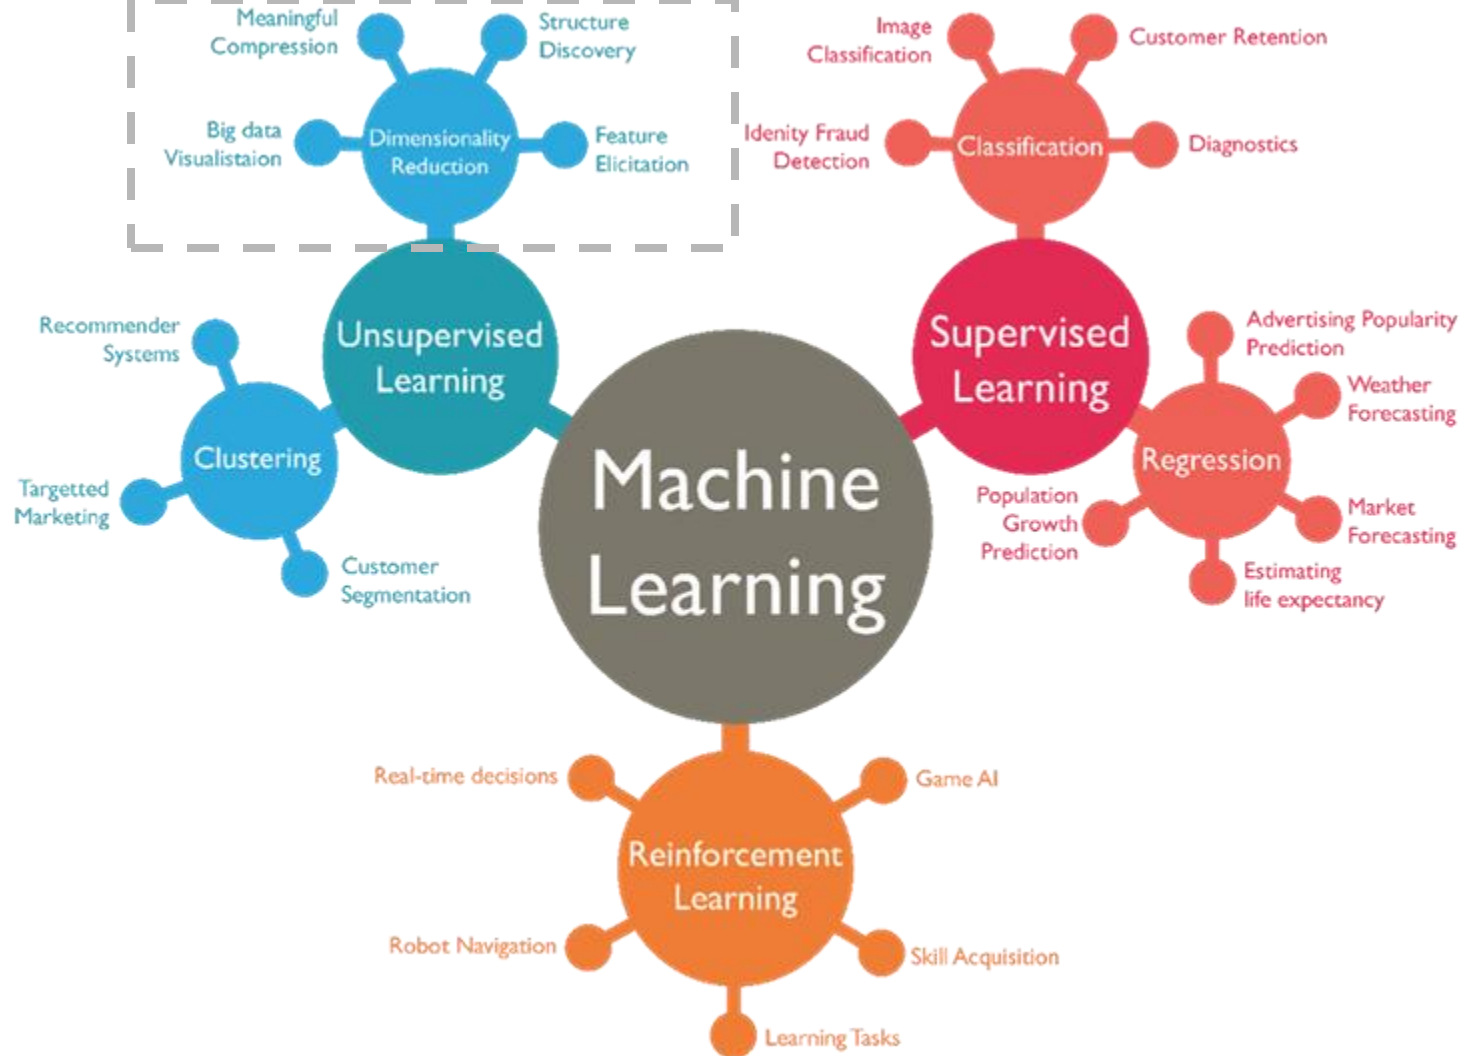 Meaningful
Compression
Structure
Discovery
Big data
Visualistaion
Dimensionality
Reduction
Feature
Elicitation
Image
Classification
Customer Retention
Idenity Fraud
Detection
Classification
Diagnostics
Unsupervised
Learning
Supervised
Learning
Recommender
Systems
Clustering
Targetted
Marketing
Customer
Segmentation
Advertising Popularity
Prediction
Weather
Forecasting
Regression
Population
Growth
Prediction
Market
Forecasting
Estimating
life expectancy
Machine
Learning
Real-time decisions
Game AI
Reinforcement
Learning
Robot Navigation
Skill Acquisition
Learning Tasks